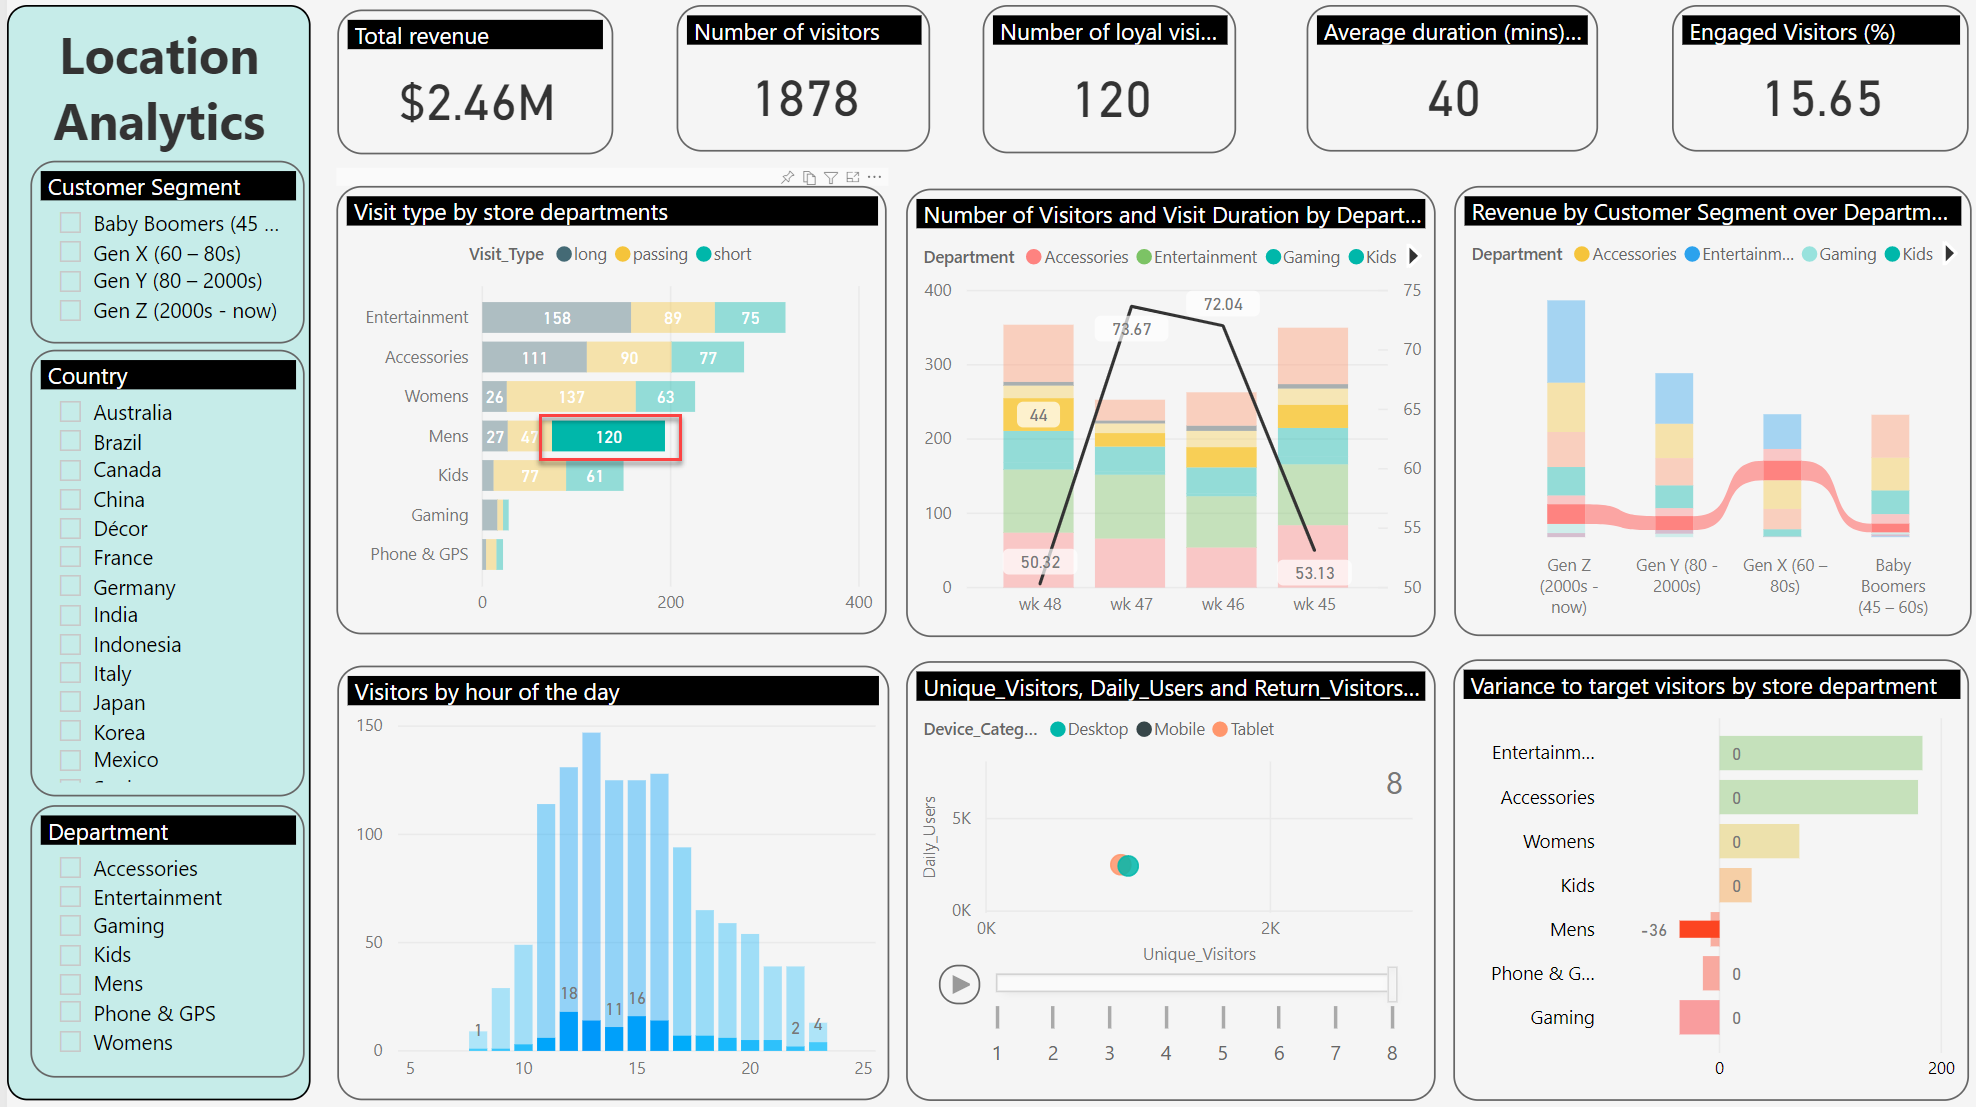 Location
Analytics
Customer Segment
Baby Boomers (45 ...
Gen X (60 – 80s)
Gen Y (80 – 2000s)
Gen Z (2000s - now)
Country
Australia
Brazil
Canada
China
Décor
France
Germany
India
Indonesia
Italy
Japan
Korea
Mexico
Department
Accessories
Entertainment
Gaming
Kids
Mens
Phone & GPS
Womens
Total revenue
$2.46M
Number of visitors
1878
Number of loyal visi...
120
Average duration (mins)...
40
Engaged Visitors (%)
15.65
Visit type by store departments
Visit_Type long passing short
Entertainment 158 89 75
Accessories 111 90 77
Womens 26 137 63
Mens 27 47 120
Kids 77 61
Gaming
Phone & GPS
0 200 400
Number of Visitors and Visit Duration by Depart...
Department Accessories Entertainment Gaming Kids
400 75
72.04
73.67
70
300
65
44
200 60
100 55
50.32
53.13
0 50
wk 48 wk 47 wk 46 wk 45
Revenue by Customer Segment over Departm...
Department Accessories Entertainm... Gaming Kids
Gen Z
(2000s -
now)
Gen Y (80 -
2000s)
Gen X (60 –
80s)
Baby
Boomers
(45 – 60s)
Visitors by hour of the day
150
100
50
18 11 16
1 2 4
0
5 10 15 20 25
Unique_Visitors, Daily_Users and Return_Visitors...
Device_Categ... Desktop Mobile Tablet
8
Daily_Users
5K
0K
0K 2K
Unique_Visitors
1 2 3 4 5 6 7 8
Variance to target visitors by store department
Entertainm... 0
Accessories 0
Womens 0
Kids 0
Mens -36
Phone & G... 0
Gaming 0
0 200